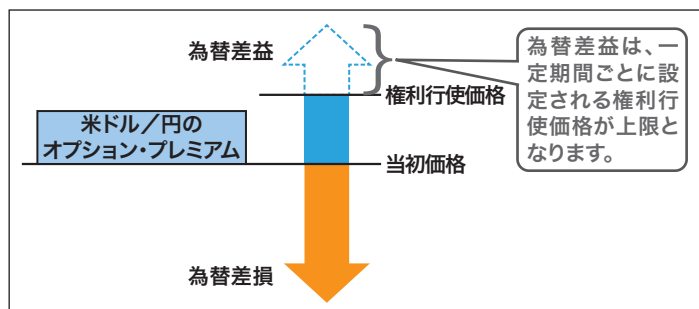 為替差益
権利行使価格
為替差益は、一
定期間ごとに設
定される権利行
使価格が上限と
なります。
米ドル／円の
オプション・プレミアム
当初価格
為替差損